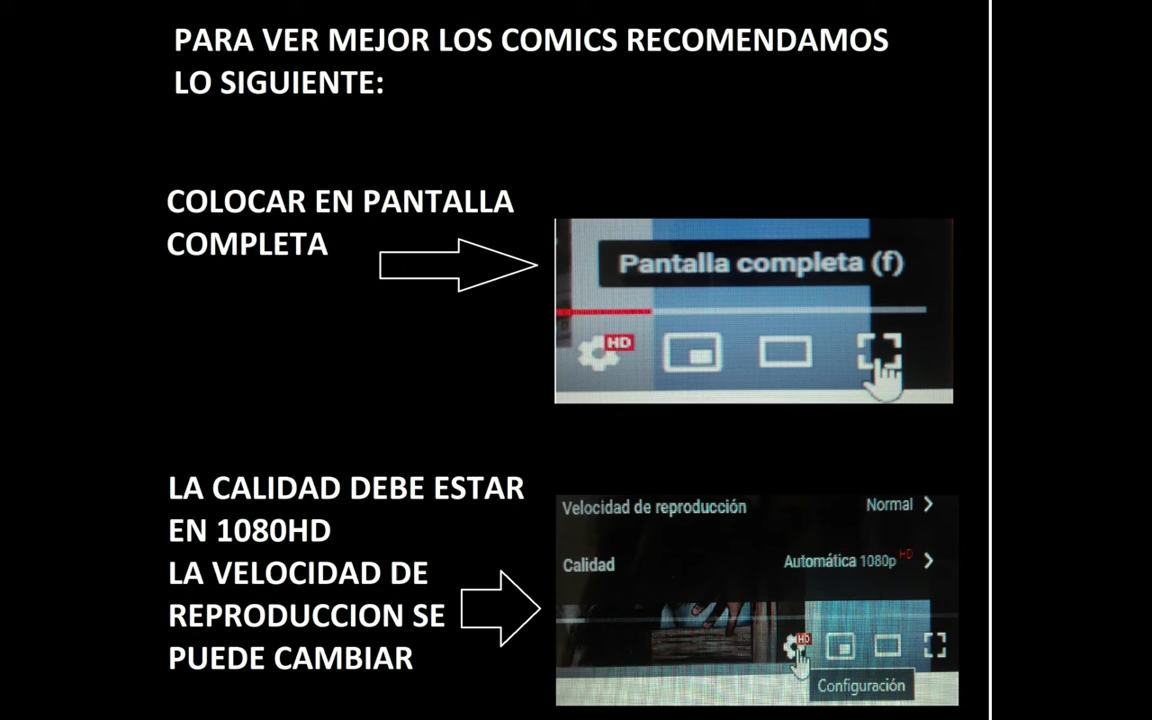 PARA VER MEJOR LOS COMICS RECOMENDAMOS
LO SIGUIENTE:
COLOCAR EN PANTALLA
COMPLETA
Pantalla completa (f)
HD
LA CALIDAD DEBE ESTAR
EN 1080HD
LA VELOCIDAD DE
REPRODUCCION SE
PUEDE CAMBIAR
Velocidad de reproducción Normal
Calidad Automática 1080p HD
HD
Configuración